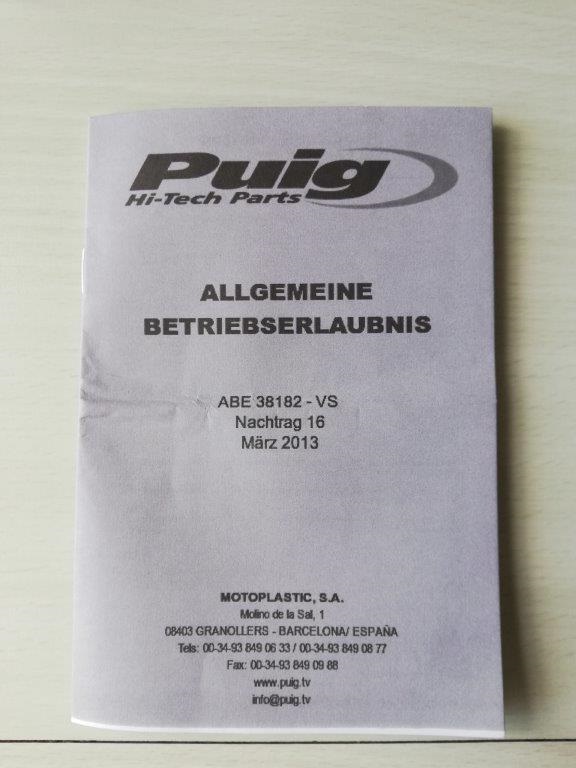 Puig
Hi-Tech Parts
ALLGEMEINE
BETRIEBSERLAUBNIS
ABE 38182 - VS
Nachtrag 16
März 2013
MOTOPLASTIC, S.A.
Molino de la Sal, 1
08403 GRANOLLERS - BARCELONA/ ESPAÑA
Tels: 00-34-93 849 06 33 / 00-34-93 849 08 77
Fax: 00-34-93 849 09 88
www.puig.tv
info@puig.tv